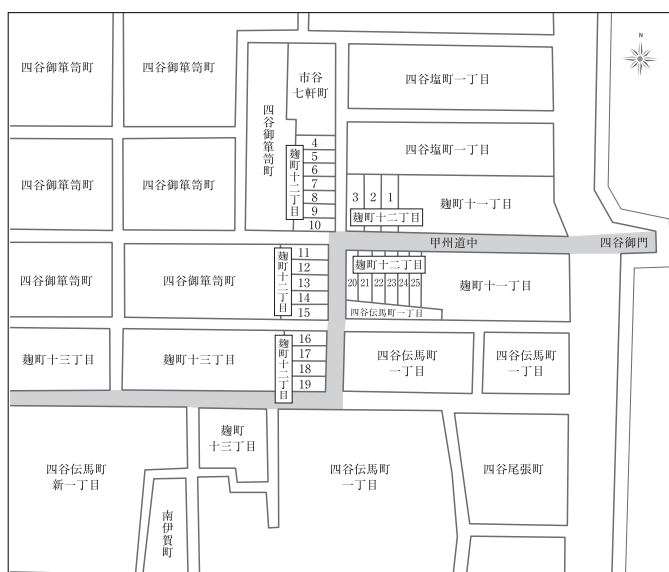 N
四谷御箪笥町
四谷御箪笥町
市谷
七軒町
四谷塩町一丁目
四谷御箪笥町
四谷御箪笥町
四谷御箪笥町
四谷塩町一丁目
4
5
6
7
8
9
10
麹町十二丁目
3
2
1
麹町十二丁目
麹町十一丁目
甲州道中
四谷御門
四谷御箪笥町
四谷御箪笥町
麹町十二丁目
11
12
13
14
15
麹町十二丁目
20
21
22
23
24
25
麹町十一丁目
四谷伝馬町一丁目
麹町十三丁目
麹町十三丁目
麹町十二丁目
16
17
18
19
四谷伝馬町
一丁目
四谷伝馬町
一丁目
四谷伝馬町
新一丁目
麹町
十三丁目
四谷伝馬町
一丁目
四谷尾張町
南伊賀町